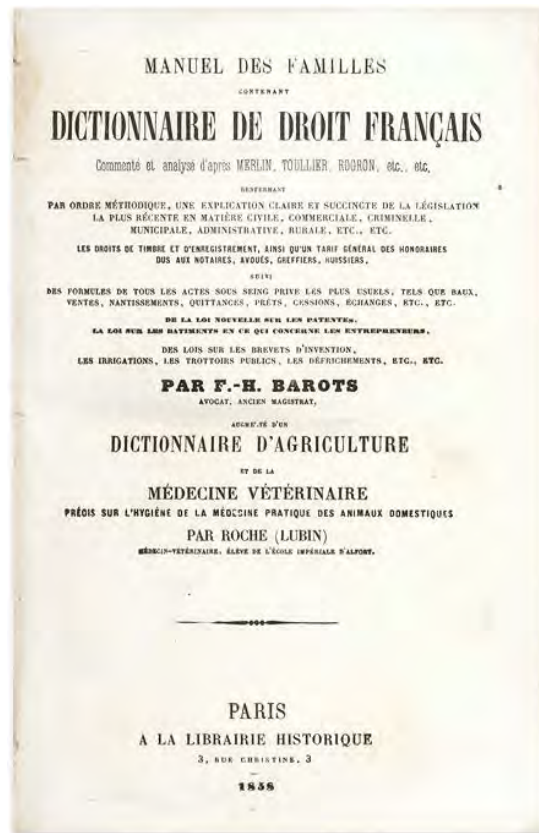 MANUEL DES FAMILLES
CONTENANT
DICTIONNAIRE DE DROIT FRANÇAIS
Commenté et analysé d'après MERLIN, TOULLIER, ROGRON, etc., etc,
RENFERMANT
PAR ORDRE MÉTHODIQUE, UNE EXPLICATION CLAIRE ET SUCCINCTE DE LA LÉGISLATION
LA PLUS RÉCENTE EN MATIÈRE CIVILE, COMMERCIALE, CRIMINELLE,
MUNICIPALE, ADMINISTRATIVE, RURALE, ETC., ETC.
LES DROITS DE TIMBRE ET D'ENREGISTREMENT, AINSI QU'UN TARIF GÉNÉRAL DES HONORAIRES
DUS AUX NOTAIRES, AVOUÉS, GREFFIERS, HUISSIERS,
SUIVI
DES FORMULES DE TOUS LES ACTES SOUS SEING PRIVÉ LES PLUS USUELS, TELS QUE BAUX,
VENTES, NANTISSEMENTS, QUITTANCES, PRÊTS, CESSIONS, ÉCHANGES, ETC., ETC.
DE LA LOI NOUVELLE SUR LES PATENTES,
LA LOI SUR LES BATIMENTS EN CE QUI CONCERNE LES ENTREPRENEURS,
DES LOIS SUR LES BREVETS D'INVENTION,
LES IRRIGATIONS, LES TROTTOIRS PUBLICS, LES DÉFRICHEMENTS, ETC., ETC.
PAR F.-H. BAROTS
AVOCAT, ANCIEN MAGISTRAT,
AUGMENTÉ D'UN
DICTIONNAIRE D'AGRICULTURE
ET DE LA
MÉDECINE VÉTÉRINAIRE
PRÉCIS SUR L'HYGIÈNE DE LA MÉDECINE PRATIQUE DES ANIMAUX DOMESTIQUES
PAR ROCHE (LUBIN)
MÉDECIN-VÉTÉRINAIRE, ÉLÈVE DE L'ÉCOLE IMPÉRIALE D'ALFORT.
PARIS
A LA LIBRAIRIE HISTORIQUE
3, RUE CHRISTINE, 3
1858